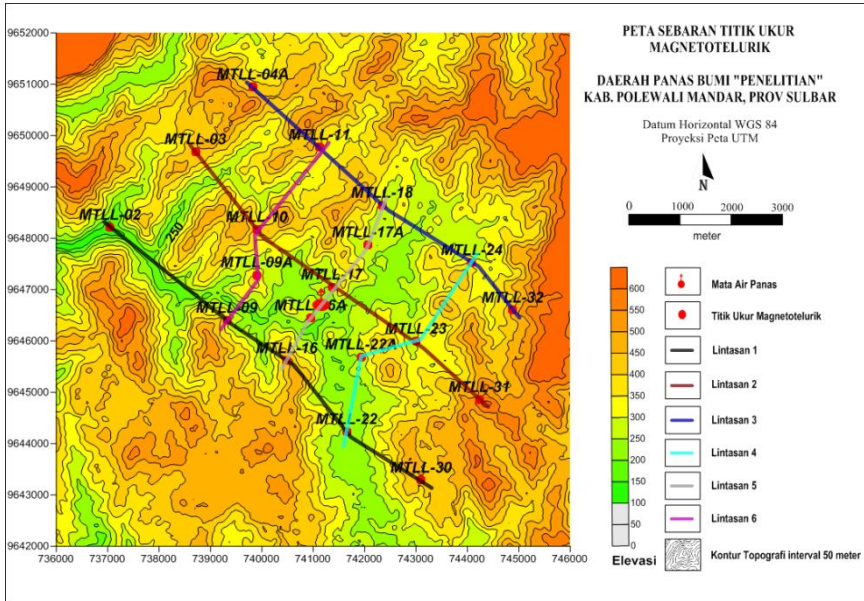 PETA SEBARAN TITIK UKUR
MAGNETOTELURIK
DAERAH PANAS BUMI "PENELITIAN"
KAB. POLEWALI MANDAR, PROV SULBAR
Datum Horizontal WGS 84
Proyeksi Peta UTM
N
0 1000 2000 3000
meter
9652000
9651000
9650000
9649000
9648000
9647000
9646000
9645000
9644000
9643000
9642000
736000 737000 738000 739000 740000 741000 742000 743000 744000 745000 746000
MTLL-04A
MTLL-03
MTLL-11
MTLL-02
MTLL-18
MTLL-10
MTLL-17A
250
MTLL-24
MTLL-09A
MTLL-17
MTLL-09
MTLL-32
MTLL-16
MTLL-23
MTLL-22A
MTLL-31
MTLL-22
MTLL-30
600
550
500
450
400
350
300
250
200
150
100
50
0
Elevasi
Mata Air Panas
Titik Ukur Magnetotelurik
Lintasan 1
Lintasan 2
Lintasan 3
Lintasan 4
Lintasan 5
Lintasan 6
Kontur Topografi interval 50 meter